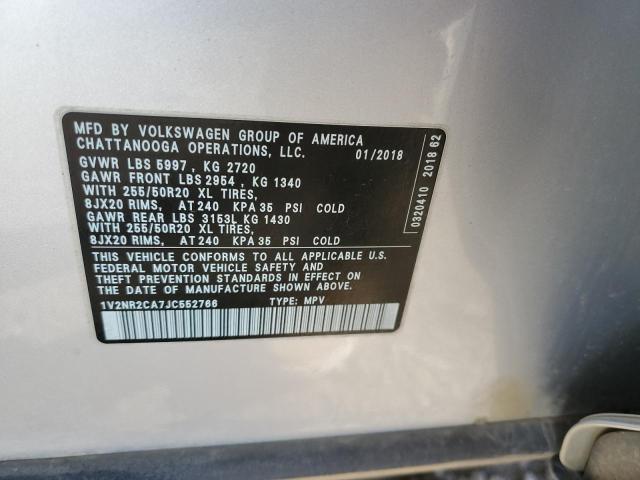 MFD BY VOLKSWAGEN GROUP OF AMERICA
CHATTANOOGA OPERATIONS, LLC. 01/2018
GVWR LBS 5997 , KG 2720
GAWR FRONT LBS 2954 , KG 1340
WITH 255/50R20 XL TIRES,
8JX20 RIMS, AT 240 KPA 35 PSI COLD
GAWR REAR LBS 3153L KG 1430
WITH 255/50R20 XL TIRES,
8JX20 RIMS, AT 240 KPA 35 PSI COLD
THIS VEHICLE CONFORMS TO ALL APPLICABLE U.S.
FEDERAL MOTOR VEHICLE SAFETY AND
THEFT PREVENTION STANDARDS IN EFFECT ON
THE DATE OF MANUFACTURE SHOWN ABOVE.
1V2NR2CA7JC552766 TYPE: MPV
0320410 2018 62